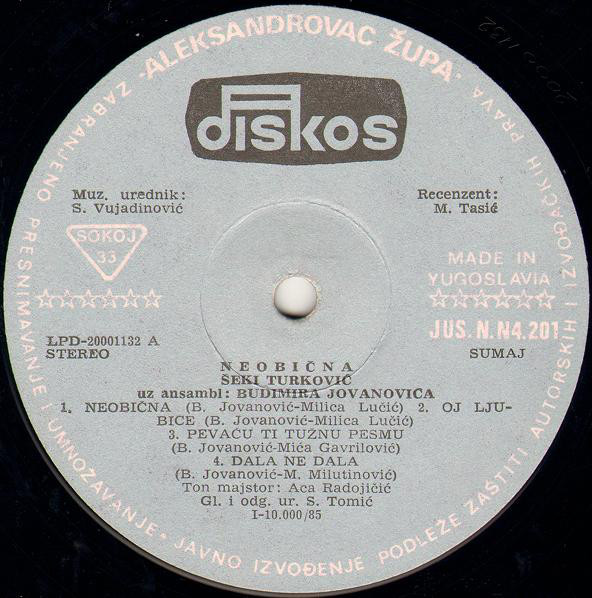 ALEKSANDROVAC ŽUPA
DISKOS
Muz. urednik:
S. Vujadinović
Recenzent:
M. Tasić
SOKOJ
33
☆☆☆☆☆☆
MADE IN
YUGOSLAVIA
☆☆☆☆☆☆
JUS.N.N4.201
LPD-20001132 A
STEREO
SUMAJ
NEOBIČNA
ŠEKI TURKOVIĆ
uz ansambl: BUDIMIRA JOVANOVIĆA
1. NEOBIČNA (B. Jovanović-Milica Lučić) 2. OJ LJU-
BICE (B. Jovanović-Milica Lučić)
3. PEVAĆU TI TUŽNU PESMU
(B. Jovanović-Mića Gavrilović)
4. DALA NE DALA
(B. Jovanović-M. Milutinović)
Ton majstor: Aca Radojičić
Gl. i odg. ur. S. Tomić
I-10.000/85
ZABRANJENO PRESNIMAVANJE I UMNOŽAVANJE • JAVNO IZVOĐENJE PODLEŽE ZAŠTITI AUTORSKIH I IZVOĐAČKIH PRAVA
2000 1132